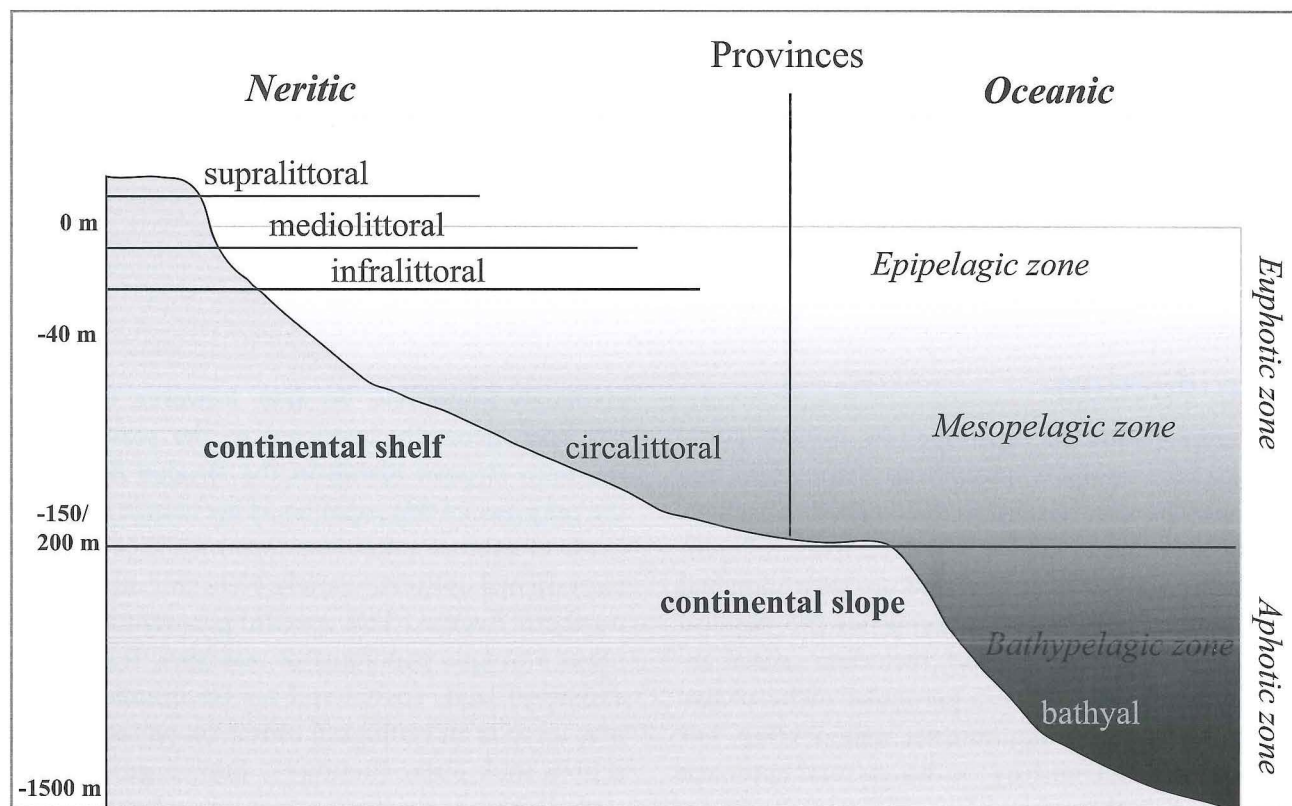 Provinces
Neritic
Oceanic
supralittoral
0 m
mediolittoral
infralittoral
Epipelagic zone
Euphotic zone
-40 m
Mesopelagic zone
continental shelf
circalittoral
-150/
200 m
continental slope
Aphotic zone
Bathypelagic zone
bathyal
-1500 m